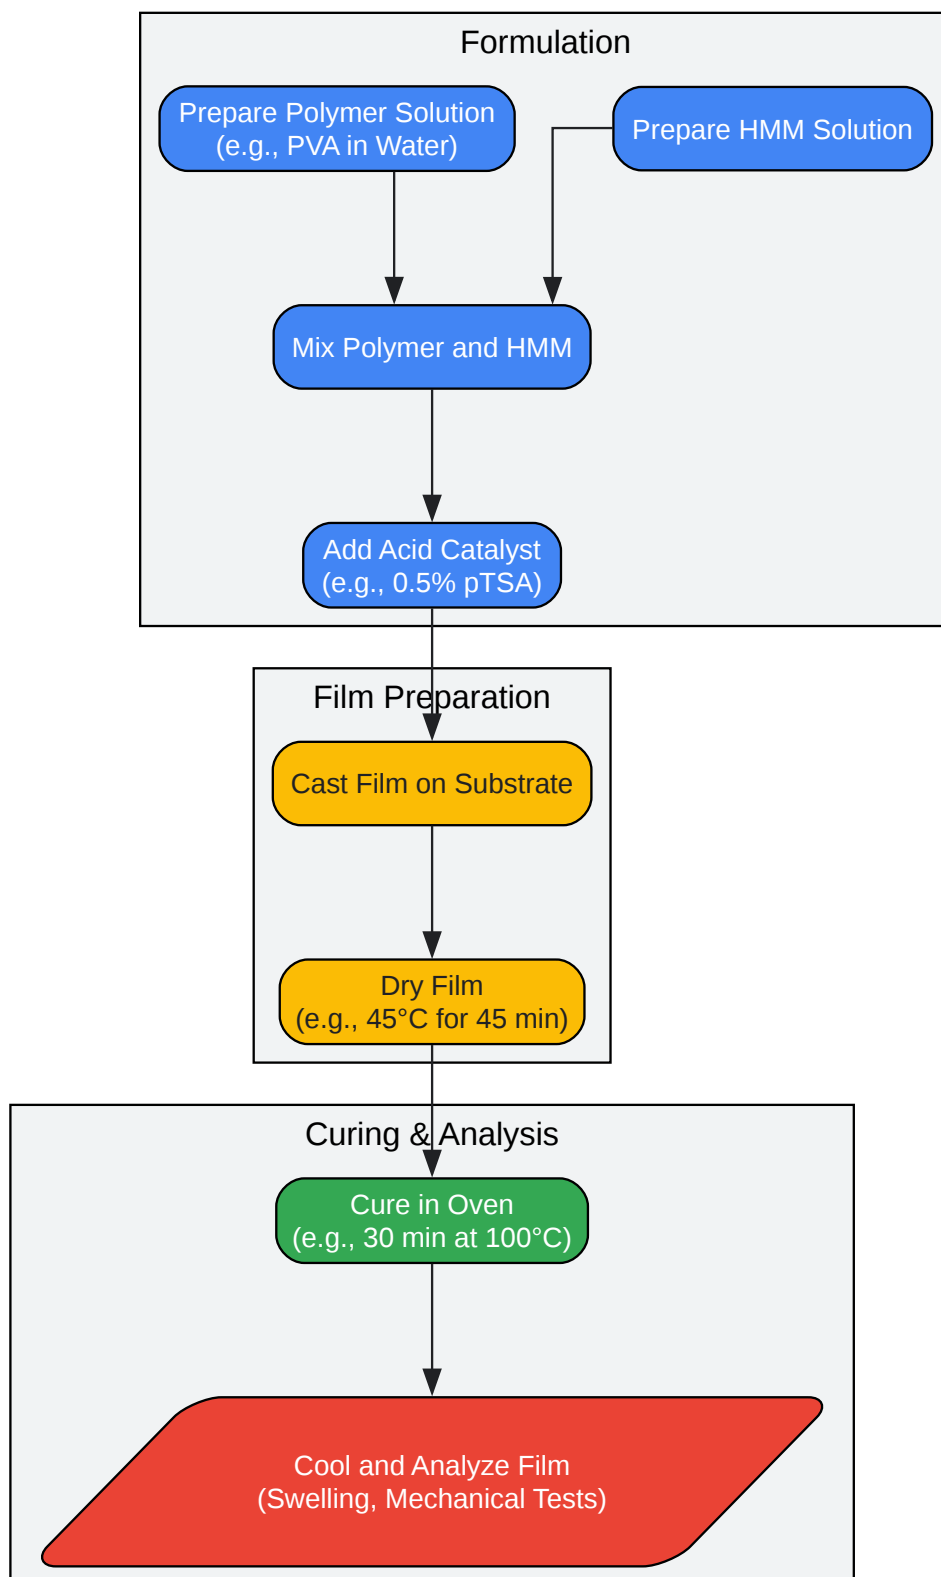 Formulation
Prepare Polymer Solution
(e.g., PVA in Water)
Prepare HMM Solution
Mix Polymer and HMM
Add Acid Catalyst
(e.g., 0.5% pTSA)
Film Preparation
Cast Film on Substrate
Dry Film
(e.g., 45°C for 45 min)
Curing & Analysis
Cure in Oven
(e.g., 30 min at 100°C)
Cool and Analyze Film
(Swelling, Mechanical Tests)